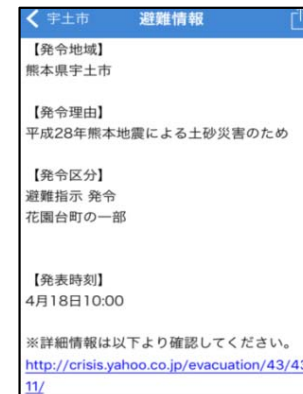 宇土市 避難情報
【発令地域】
熊本県宇土市
【発令理由】
平成28年熊本地震による土砂災害のため
【発令区分】
避難指示 発令
花園台町の一部
【発表時刻】
4月18日10:00
※詳細情報は以下より確認してください。
http://crisis.yahoo.co.jp/evacuation/43/43
11/